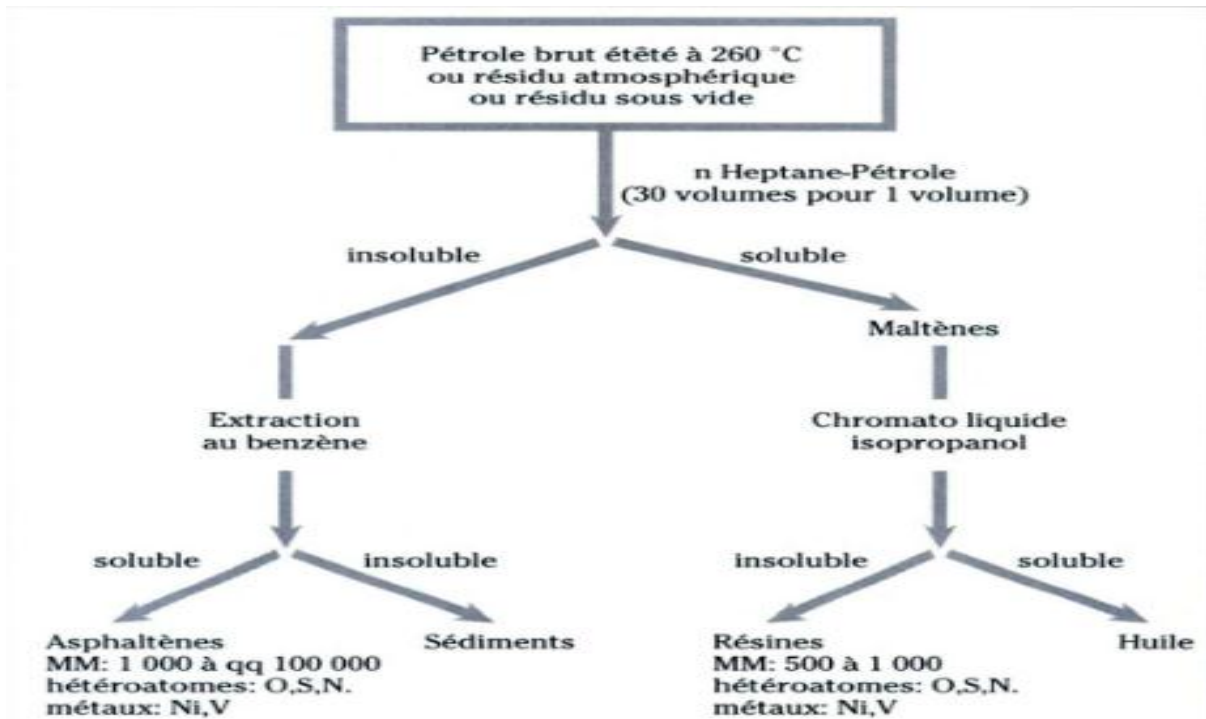 Pétrole brut étêté à 260 °C
ou résidu atmosphérique
ou résidu sous vide
n Heptane-Pétrole
(30 volumes pour 1 volume)
insoluble
soluble
Maltènes
Extraction
au benzène
Chromato liquide
isopropanol
soluble
insoluble
insoluble
soluble
Asphaltènes
MM: 1 000 à qq 100 000
hétéroatomes: O,S,N.
métaux: Ni,V
Sédiments
Résines
MM: 500 à 1 000
hétéroatomes: O,S,N.
métaux: Ni,V
Huile